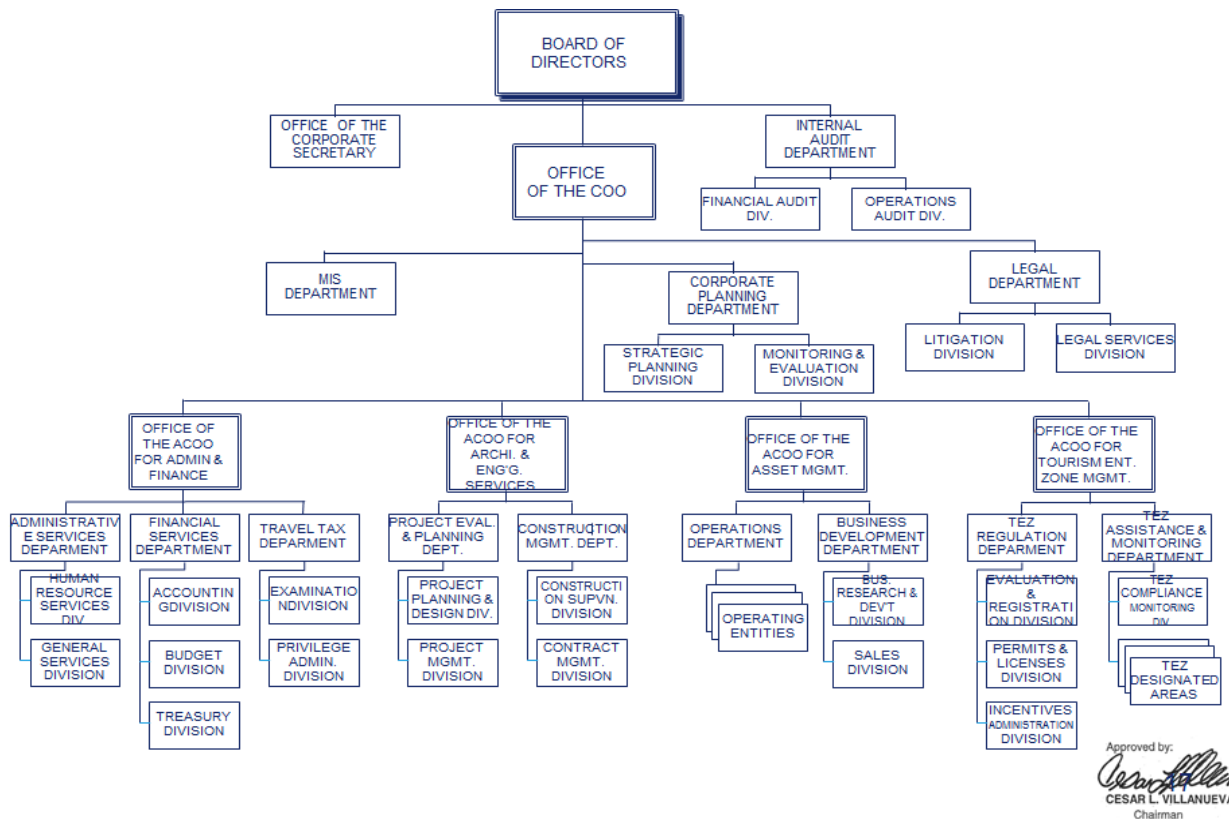 BOARD OF
DIRECTORS
OFFICE OF THE
CORPORATE
SECRETARY
INTERNAL
AUDIT
DEPARTMENT
OFFICE
OF THE COO
FINANCIAL AUDIT
DIV.
OPERATIONS
AUDIT DIV.
MIS
DEPARTMENT
CORPORATE
PLANNING
DEPARTMENT
LEGAL
DEPARTMENT
STRATEGIC
PLANNING
DIVISION
MONITORING &
EVALUATION
DIVISION
LITIGATION
DIVISION
LEGAL SERVICES
DIVISION
OFFICE OF
THE ACOO
FOR ADMIN &
FINANCE
OFFICE OF THE
ACOO FOR
ARCHI. &
ENG'G.
SERVICES
OFFICE OF THE
ACOO FOR
ASSET MGMT.
OFFICE OF THE
ACOO FOR
TOURISM ENT.
ZONE MGMT.
ADMINISTRATIV
E SERVICES
DEPARMENT
FINANCIAL
SERVICES
DEPARTMENT
TRAVEL TAX
DEPARMENT
PROJECT EVAL.
& PLANNING
DEPT.
CONSTRUCTION
MGMT. DEPT.
OPERATIONS
DEPARTMENT
BUSINESS
DEVELOPMENT
DEPARTMENT
TEZ
REGULATION
DEPARMENT
TEZ
ASSISTANCE &
MONITORING
DEPARTMENT
HUMAN
RESOURCE
SERVICES
DIV.
GENERAL
SERVICES
DIVISION
ACCOUNTIN
GDIVISION
BUDGET
DIVISION
TREASURY
DIVISION
EXAMINATIO
NDIVISION
PRIVILEGE
ADMIN.
DIVISION
PROJECT
PLANNING &
DESIGN DIV.
PROJECT
MGMT.
DIVISION
CONSTRUCTI
ON SUPVN.
DIVISION
CONTRACT
MGMT.
DIVISION
OPERATING
ENTITIES
BUS.
RESEARCH &
DEV'T
DIVISION
SALES
DIVISION
EVALUATION
&
REGISTRATI
ON DIVISION
PERMITS &
LICENSES
DIVISION
INCENTIVES
ADMINISTRATION
DIVISION
TEZ
COMPLIANCE
MONITORING
DIV.
TEZ
DESIGNATED
AREAS
Approved by:
17
CESAR L. VILLANUEVA
Chairman